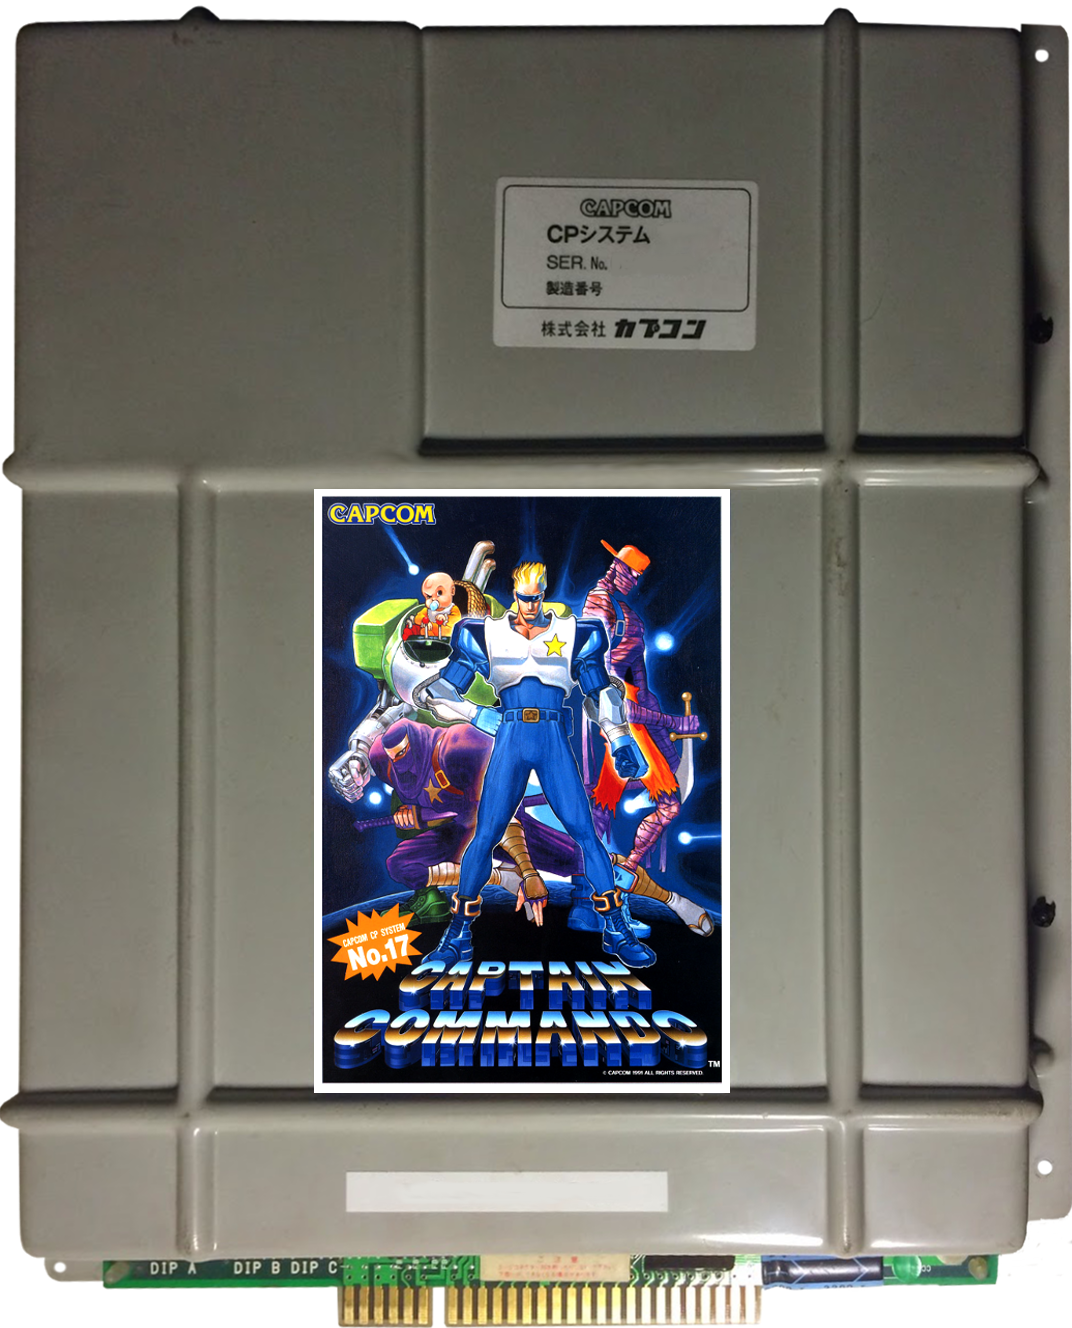 CAPCOM
CPシステム
SER. No.
製造番号
株式会社 カプコン
CAPCOM
CAPCOM CP SYSTEM
No.17
CAPTAIN
COMMANDO
TM
© CAPCOM 1991 ALL RIGHTS RESERVED.
DIP A DIP B DIP C